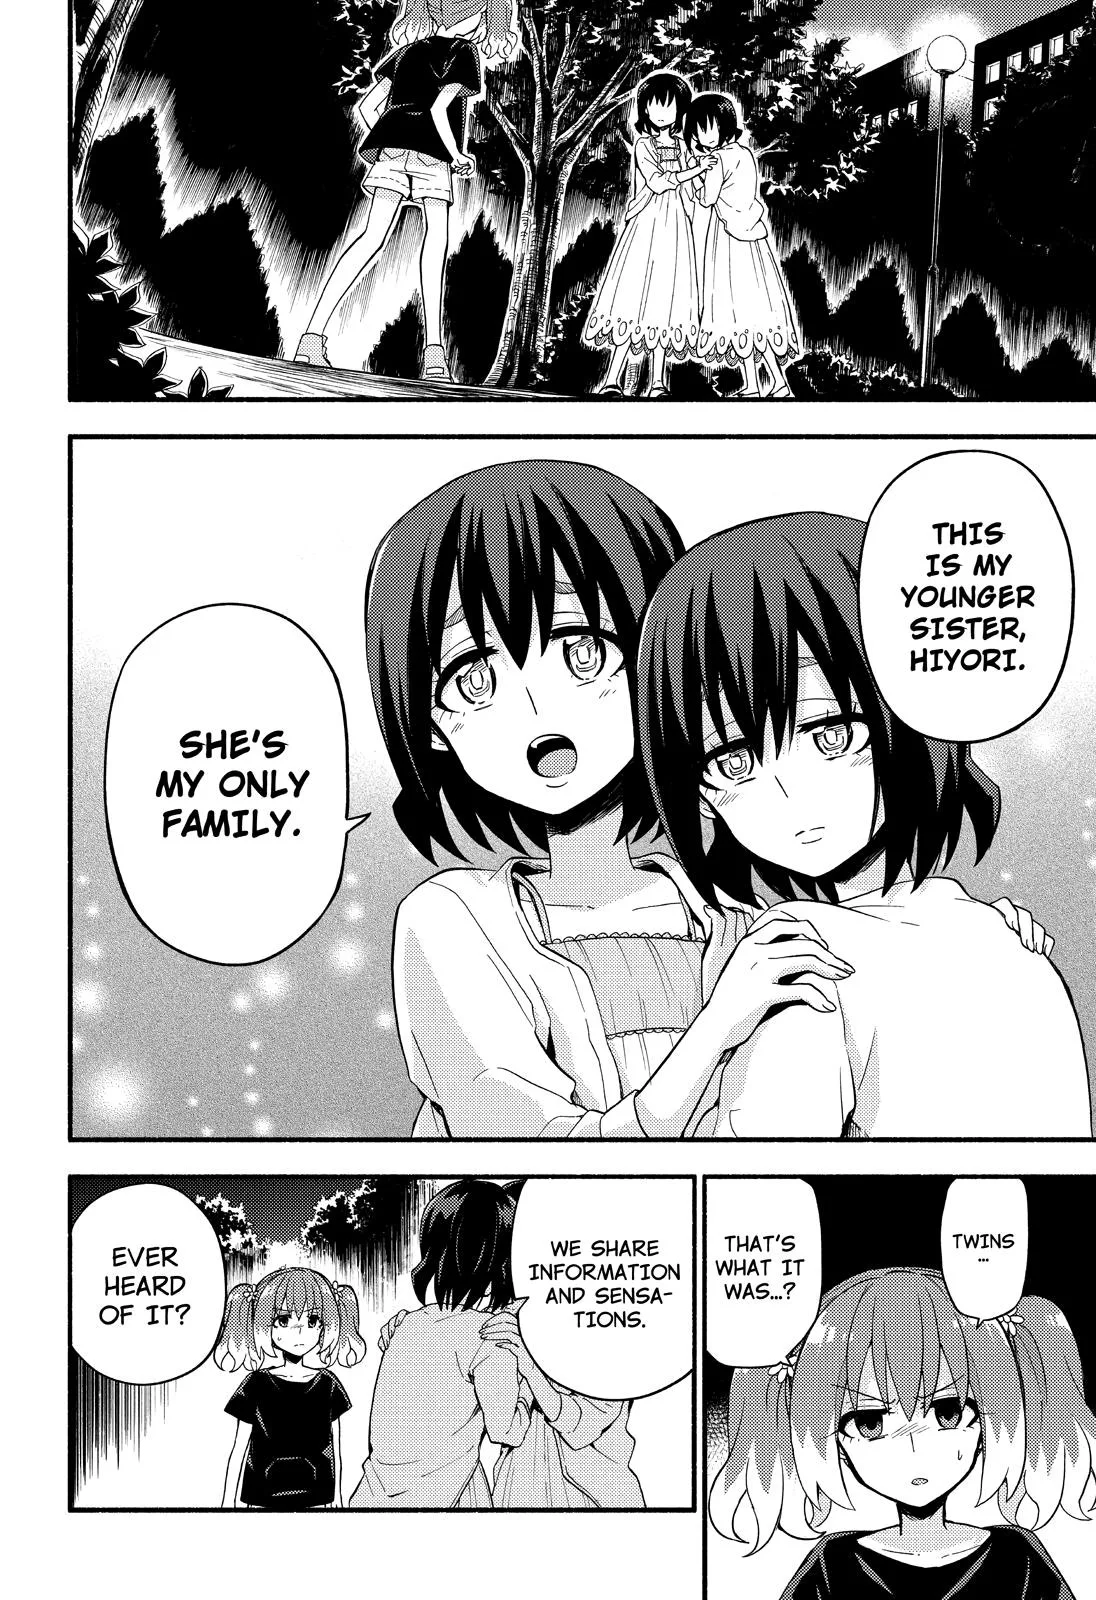 THIS
IS MY
YOUNGER
SISTER,
HIYORI.
SHE'S
MY ONLY
FAMILY.
TWINS
...
THAT'S
WHAT IT
WAS...?
WE SHARE
INFORMATION
AND SENSA-
TIONS.
EVER
HEARD
OF IT?